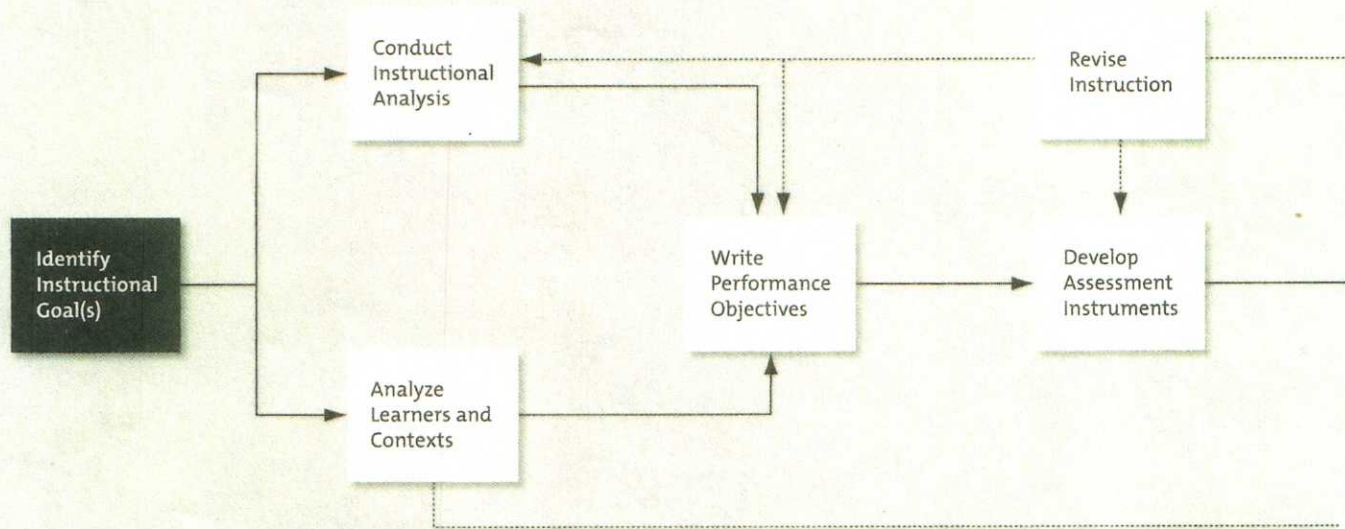 Conduct
Instructional
Analysis
Revise
Instruction
Identify
Instructional
Goal(s)
Write
Performance
Objectives
Develop
Assessment
Instruments
Analyze
Learners and
Contexts